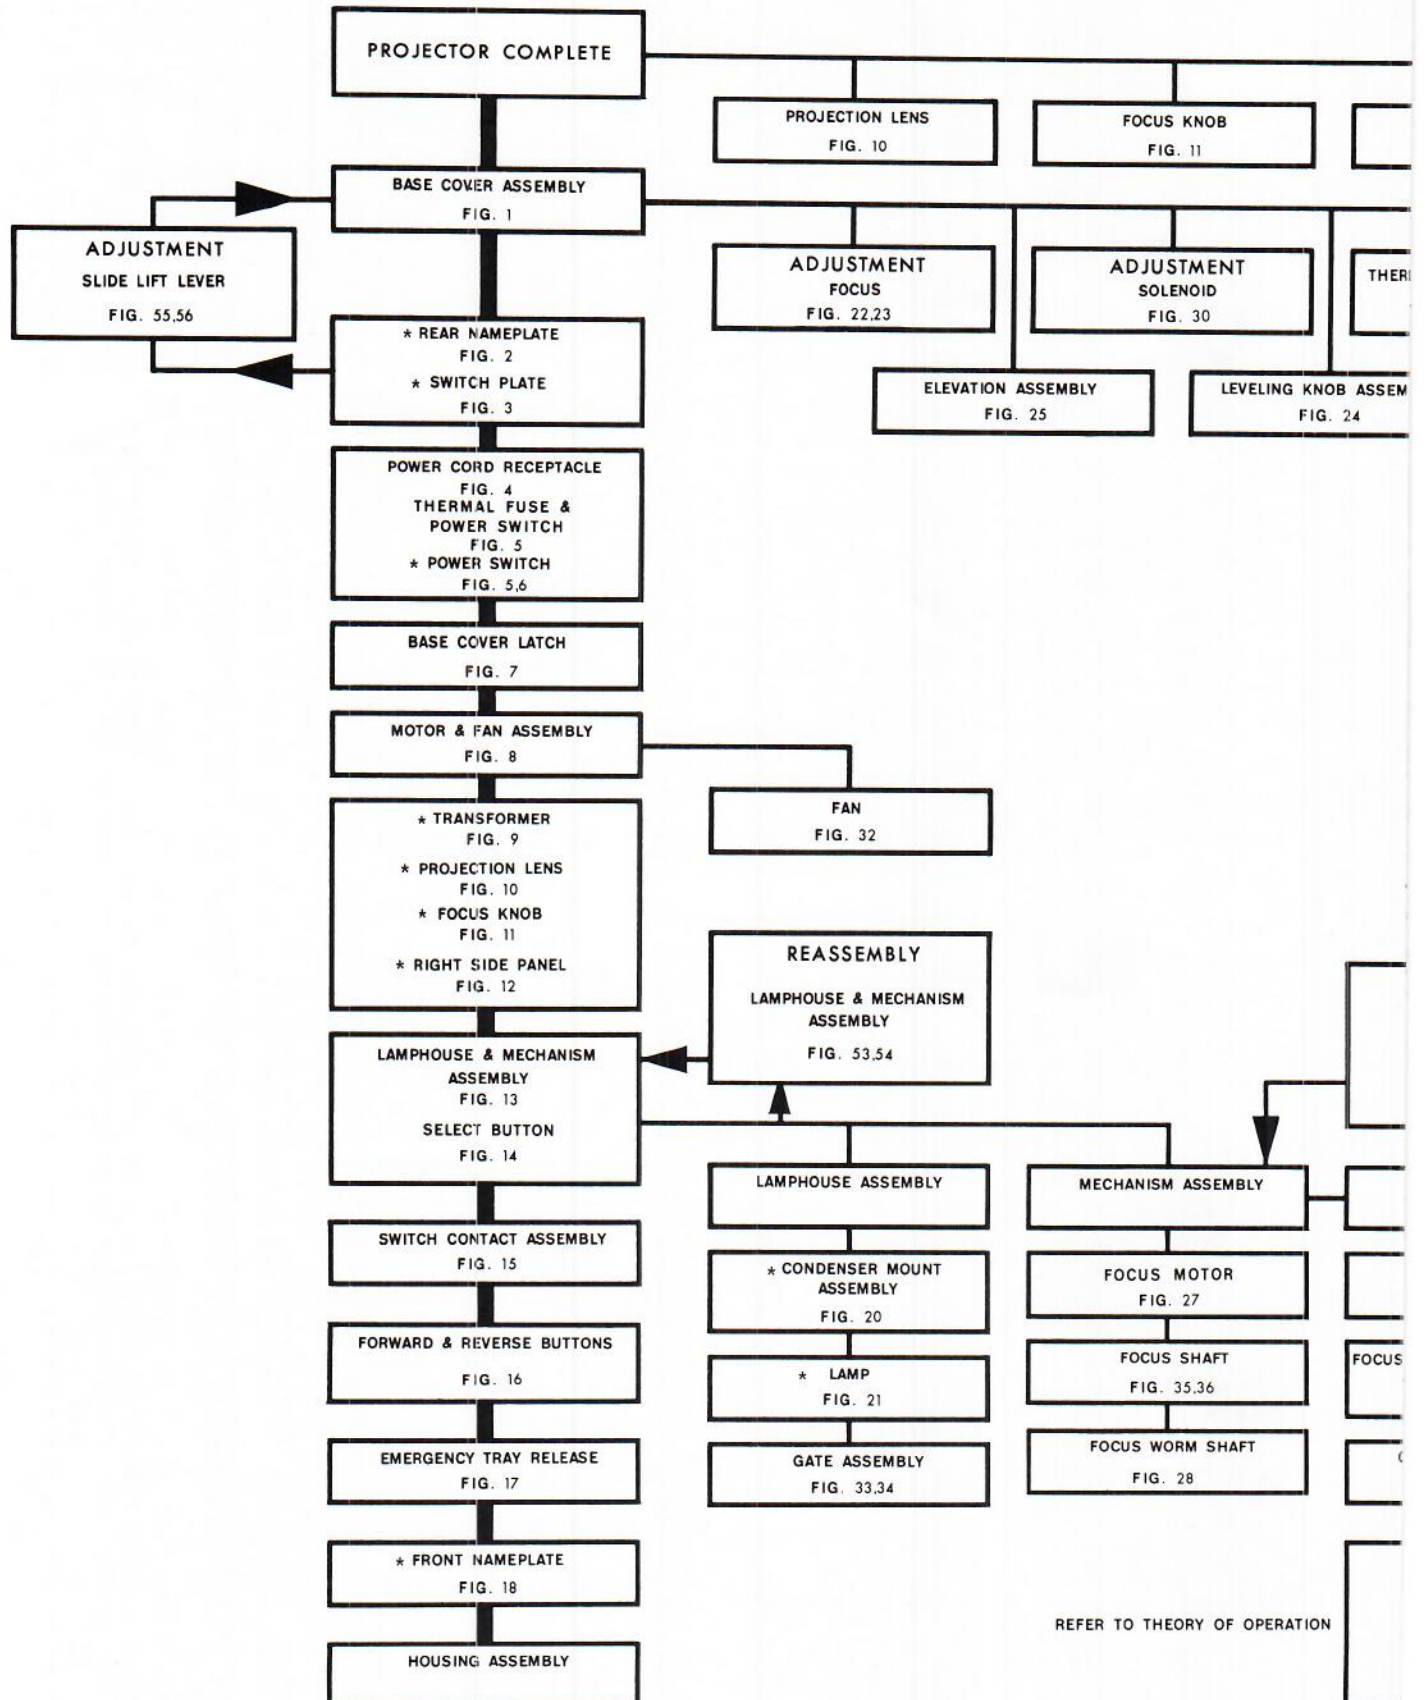 PROJECTOR COMPLETE
PROJECTION LENS
FIG. 10
FOCUS KNOB
FIG. 11
BASE COVER ASSEMBLY
FIG. 1
ADJUSTMENT
SLIDE LIFT LEVER
FIG. 55,56
ADJUSTMENT
FOCUS
FIG. 22,23
ADJUSTMENT
SOLENOID
FIG. 30
ELEVATION ASSEMBLY
FIG. 25
LEVELING KNOB ASSEM
FIG. 24
* REAR NAMEPLATE
FIG. 2
* SWITCH PLATE
FIG. 3
POWER CORD RECEPTACLE
FIG. 4
THERMAL FUSE &
POWER SWITCH
FIG. 5
* POWER SWITCH
FIG. 5,6
BASE COVER LATCH
FIG. 7
MOTOR & FAN ASSEMBLY
FIG. 8
FAN
FIG. 32
* TRANSFORMER
FIG. 9
* PROJECTION LENS
FIG. 10
* FOCUS KNOB
FIG. 11
* RIGHT SIDE PANEL
FIG. 12
REASSEMBLY
LAMPHOUSE & MECHANISM
ASSEMBLY
FIG. 53,54
LAMPHOUSE & MECHANISM
ASSEMBLY
FIG. 13
SELECT BUTTON
FIG. 14
LAMPHOUSE ASSEMBLY
* CONDENSER MOUNT
ASSEMBLY
FIG. 20
* LAMP
FIG. 21
GATE ASSEMBLY
FIG. 33,34
MECHANISM ASSEMBLY
FOCUS MOTOR
FIG. 27
FOCUS SHAFT
FIG. 35,36
FOCUS WORM SHAFT
FIG. 28
FOCUS
SWITCH CONTACT ASSEMBLY
FIG. 15
FORWARD & REVERSE BUTTONS
FIG. 16
EMERGENCY TRAY RELEASE
FIG. 17
* FRONT NAMEPLATE
FIG. 18
HOUSING ASSEMBLY
REFER TO THEORY OF OPERATION